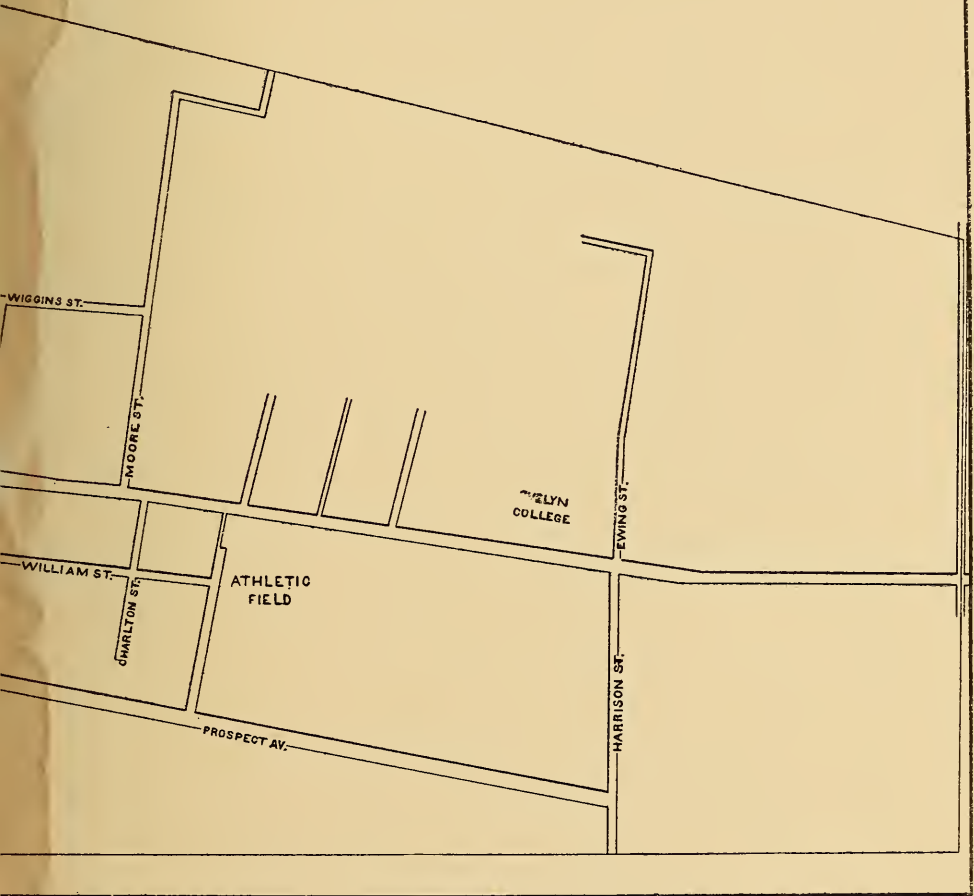 WIGGINS ST.
MOORE ST.
COLLEGE
EWING ST.
WILLIAM ST.
CHARLTON ST.
ATHLETIC
FIELD
HARRISON ST.
PROSPECT AV.